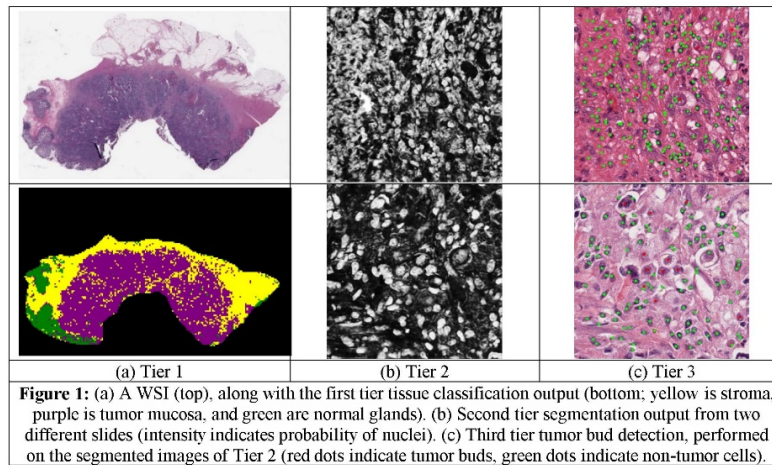 (a) Tier 1
(b) Tier 2
(c) Tier 3
Figure 1: (a) A WSI (top), along with the first tier tissue classification output (bottom; yellow is stroma,
purple is tumor mucosa, and green are normal glands). (b) Second tier segmentation output from two
different slides (intensity indicates probability of nuclei). (c) Third tier tumor bud detection, performed
on the segmented images of Tier 2 (red dots indicate tumor buds, green dots indicate non-tumor cells).